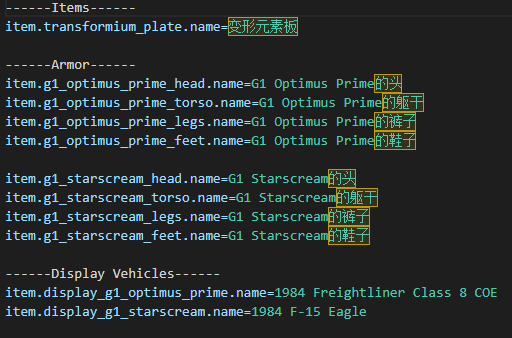 ------Items------
item.transformium_plate.name=变形元素板
------Armor------
item.g1_optimus_prime_head.name=G1 Optimus Prime的头
item.g1_optimus_prime_torso.name=G1 Optimus Prime的躯干
item.g1_optimus_prime_legs.name=G1 Optimus Prime的裤子
item.g1_optimus_prime_feet.name=G1 Optimus Prime的鞋子
item.g1_starscream_head.name=G1 Starscream的头
item.g1_starscream_torso.name=G1 Starscream的躯干
item.g1_starscream_legs.name=G1 Starscream的裤子
item.g1_starscream_feet.name=G1 Starscream的鞋子
------Display Vehicles------
item.display_g1_optimus_prime.name=1984 Freightliner Class 8 COE
item.display_g1_starscream.name=1984 F-15 Eagle